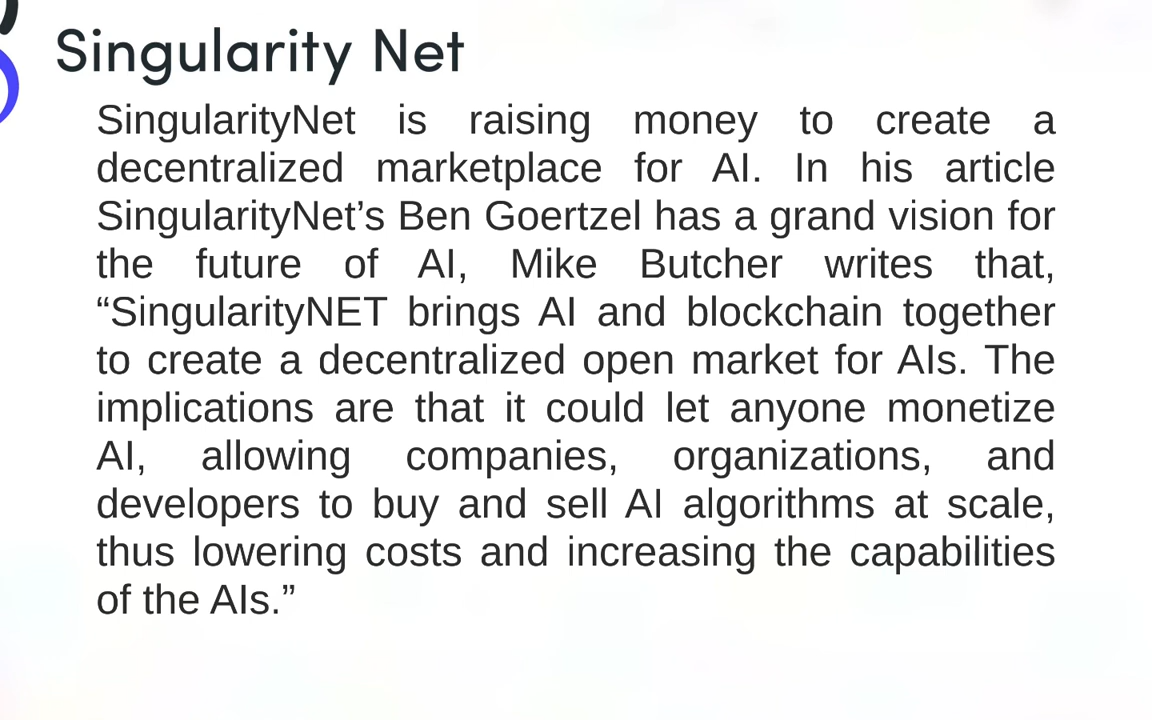 Singularity Net
SingularityNet is raising money to create a
decentralized marketplace for AI. In his article
SingularityNet’s Ben Goertzel has a grand vision for
the future of AI, Mike Butcher writes that,
“SingularityNET brings AI and blockchain together
to create a decentralized open market for AIs. The
implications are that it could let anyone monetize
AI, allowing companies, organizations, and
developers to buy and sell AI algorithms at scale,
thus lowering costs and increasing the capabilities
of the AIs.”